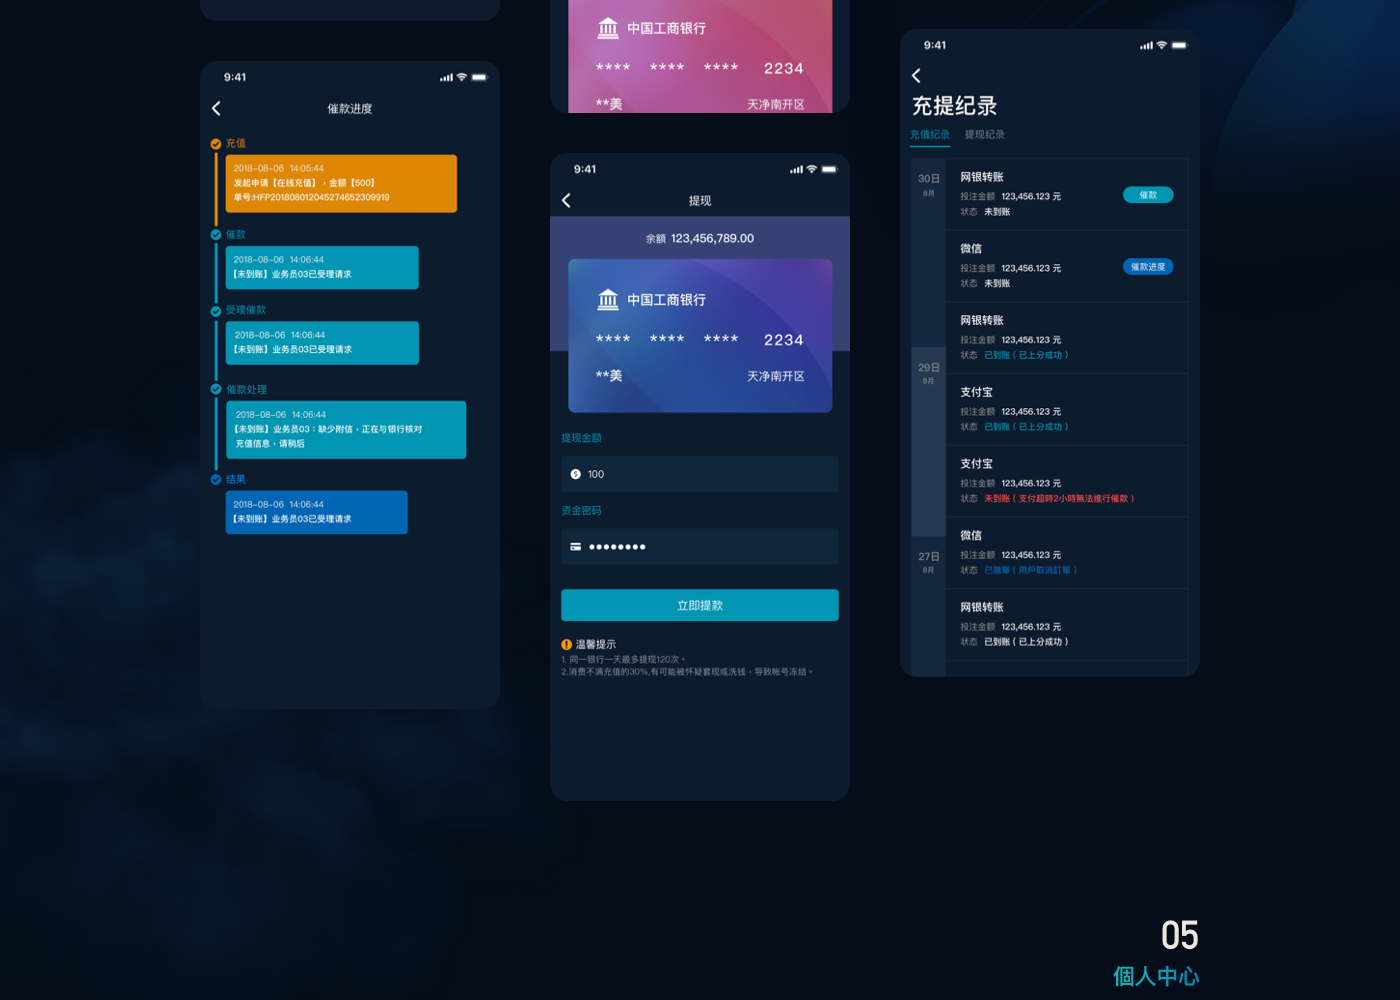 9:41
催款进度
充值
2018-08-06 14:05:44
发起申请【在线充值】，金额【500】
单号:HFP201808012045274652309919
催款
2018-08-06 14:06:44
【未到账】业务员03已受理请求
受理催款
2018-08-06 14:06:44
【未到账】业务员03已受理请求
催款处理
2018-08-06 14:06:44
【未到账】业务员03：缺少附信，正在与银行核对
充值信息，请稍后
结果
2018-08-06 14:06:44
【未到账】业务员03已受理请求
中国工商银行
**** **** **** 2234
**美 天净南开区
9:41
提现
余额 123,456,789.00
中国工商银行
**** **** **** 2234
**美 天净南开区
提现金额
100
资金密码
●●●●●●●●
立即提款
温馨提示
1. 同一银行一天最多提现120次。
2.消费不满充值的30%,有可能被怀疑套现或洗钱，导致帐号冻结。
9:41
充提纪录
充值纪录 提现纪录
30日
8月
网银转账
投注金额 123,456.123 元
状态 未到账
催款
微信
投注金额 123,456.123 元
状态 未到账
催款进度
网银转账
投注金额 123,456.123 元
状态 已到账 ( 已上分成功 )
29日
8月
支付宝
投注金额 123,456.123 元
状态 已到账 ( 已上分成功 )
支付宝
投注金额 123,456.123 元
状态 未到账 ( 支付超時2小時無法進行催款 )
27日
8月
微信
投注金额 123,456.123 元
状态 已撤單 ( 用戶取消訂單 )
网银转账
投注金额 123,456.123 元
状态 已到账 ( 已上分成功 )
05
個人中心